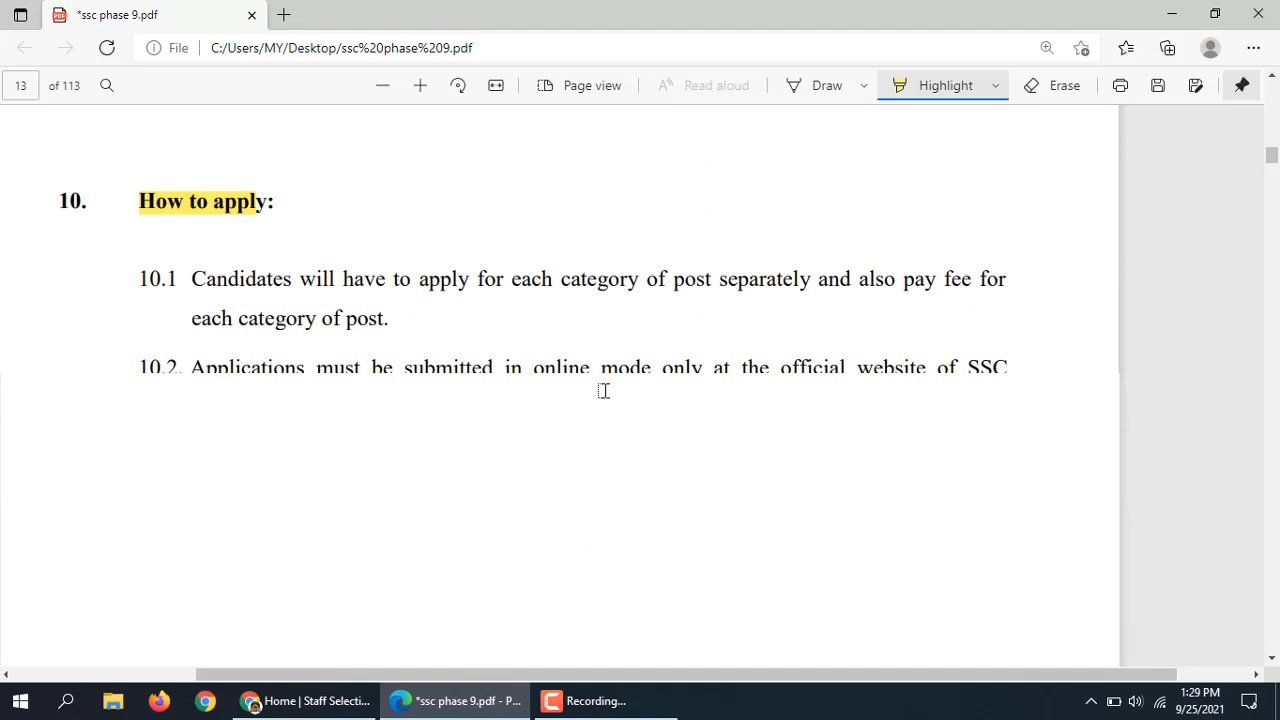 *ssc phase 9.pdf
File
C:/Users/MY/Desktop/ssc%20phase%209.pdf
13 of 113
Page view
Read aloud
Draw
Highlight
Erase
10. How to apply:
10.1 Candidates will have to apply for each category of post separately and also pay fee for
each category of post.
10.2. Applications must be submitted in online mode only at the official website of SSC
Home | Staff Selecti...
*ssc phase 9.pdf - P...
Recording...
1:29 PM
9/25/2021